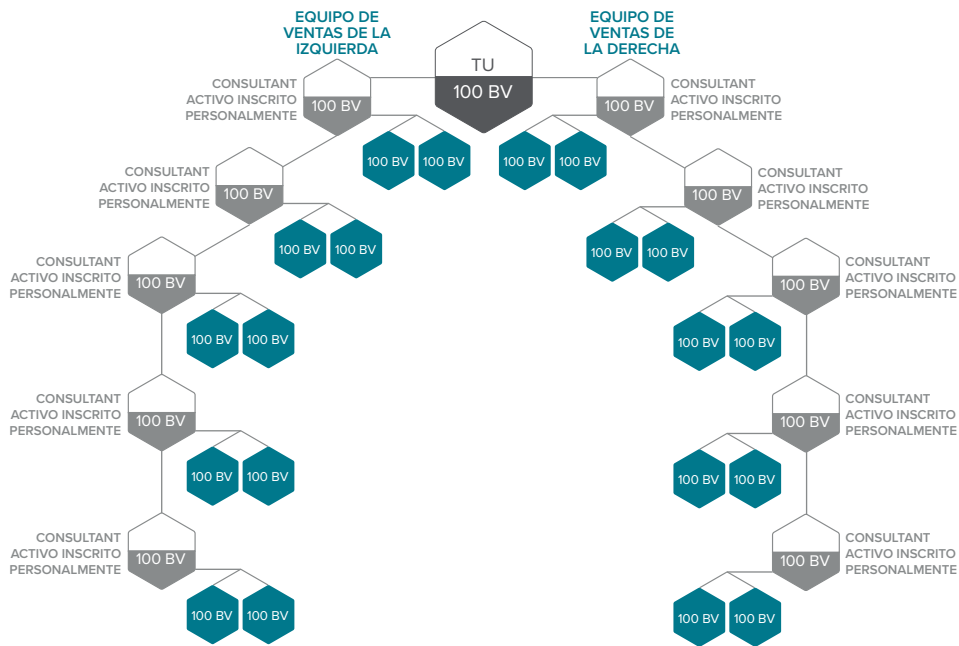 EQUIPO DE
VENTAS DE LA
IZQUIERDA
EQUIPO DE
VENTAS DE
LA DERECHA
TU
100 BV
CONSULTANT
ACTIVO INSCRITO
PERSONALMENTE
100 BV
100 BV
CONSULTANT
ACTIVO INSCRITO
PERSONALMENTE
100 BV
100 BV
100 BV
100 BV
CONSULTANT
ACTIVO INSCRITO
PERSONALMENTE
100 BV
100 BV
CONSULTANT
ACTIVO INSCRITO
PERSONALMENTE
100 BV
100 BV
100 BV
100 BV
CONSULTANT
ACTIVO INSCRITO
PERSONALMENTE
100 BV
100 BV
CONSULTANT
ACTIVO INSCRITO
PERSONALMENTE
100 BV
100 BV
100 BV
100 BV
CONSULTANT
ACTIVO INSCRITO
PERSONALMENTE
100 BV
100 BV
CONSULTANT
ACTIVO INSCRITO
PERSONALMENTE
100 BV
100 BV
100 BV
100 BV
CONSULTANT
ACTIVO INSCRITO
PERSONALMENTE
100 BV
100 BV
CONSULTANT
ACTIVO INSCRITO
PERSONALMENTE
100 BV
100 BV
100 BV
100 BV